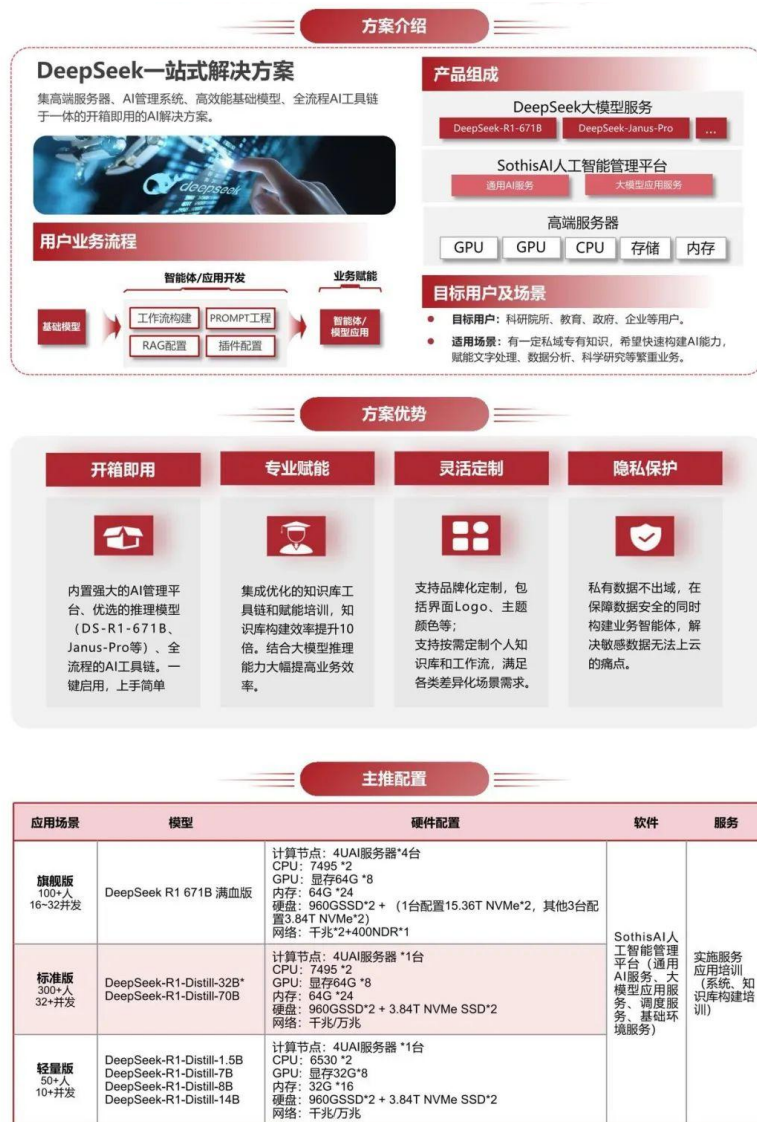 方案介绍
DeepSeek一站式解决方案
集高端服务器、AI管理系统、高效能基础模型、全流程AI工具链
于一体的开箱即用的AI解决方案。
deepseek
用户业务流程
智能体/应用开发
业务赋能
基础模型
工作流构建
PROMPT工程
RAG配置
插件配置
智能体/
模型应用
产品组成
DeepSeek大模型服务
DeepSeek-R1-671B
DeepSeek-Janus-Pro
...
SothisAI人工智能管理平台
通用AI服务
大模型应用服务
高端服务器
GPU
GPU
CPU
存储
内存
目标用户及场景
● 目标用户：科研院所、教育、政府、企业等用户。
● 适用场景：有一定私域专有知识，希望快速构建AI能力，
赋能文字处理、数据分析、科学研究等繁重业务。
方案优势
开箱即用
内置强大的AI管理平
台、优选的推理模型
（DS-R1-671B、
Janus-Pro等）、全
流程的AI工具链。一
键启用，上手简单
专业赋能
集成优化的知识库工
具链和赋能培训，知
识库构建效率提升10
倍。结合大模型推理
能力大幅提高业务效
率。
灵活定制
支持品牌化定制，包
括界面Logo、主题
颜色等；
支持按需定制个人知
识库和工作流，满足
各类差异化场景需求。
隐私保护
私有数据不出域，在
保障数据安全的同时
构建业务智能体，解
决敏感数据无法上云
的痛点。
主推配置
应用场景
模型
硬件配置
软件
服务
旗舰版
100+人
16~32并发
DeepSeek R1 671B 满血版
计算节点：4UAI服务器*4台
CPU：7495 *2
GPU：显存64G *8
内存：64G *24
硬盘：960GSSD*2 + （1台配置15.36T NVMe*2，其他3台配
置3.84T NVMe*2）
网络：千兆*2+400NDR*1
标准版
300+人
32+并发
DeepSeek-R1-Distill-32B*
DeepSeek-R1-Distill-70B
计算节点：4UAI服务器 *1台
CPU：7495 *2
GPU：显存64G *8
内存：64G *24
硬盘：960GSSD*2 + 3.84T NVMe SSD*2
网络：千兆/万兆
轻量版
50+人
10+并发
DeepSeek-R1-Distill-1.5B
DeepSeek-R1-Distill-7B
DeepSeek-R1-Distill-8B
DeepSeek-R1-Distill-14B
计算节点：4UAI服务器 *1台
CPU：6530 *2
GPU：显存32G*8
内存：32G *16
硬盘：960GSSD*2 + 3.84T NVMe SSD*2
网络：千兆/万兆
SothisAI人
工智能管理
平台（通用
AI服务、大
模型应用服
务、调度服
务、基础环
境服务）
实施服务
应用培训
（系统、知
识库构建培
训）